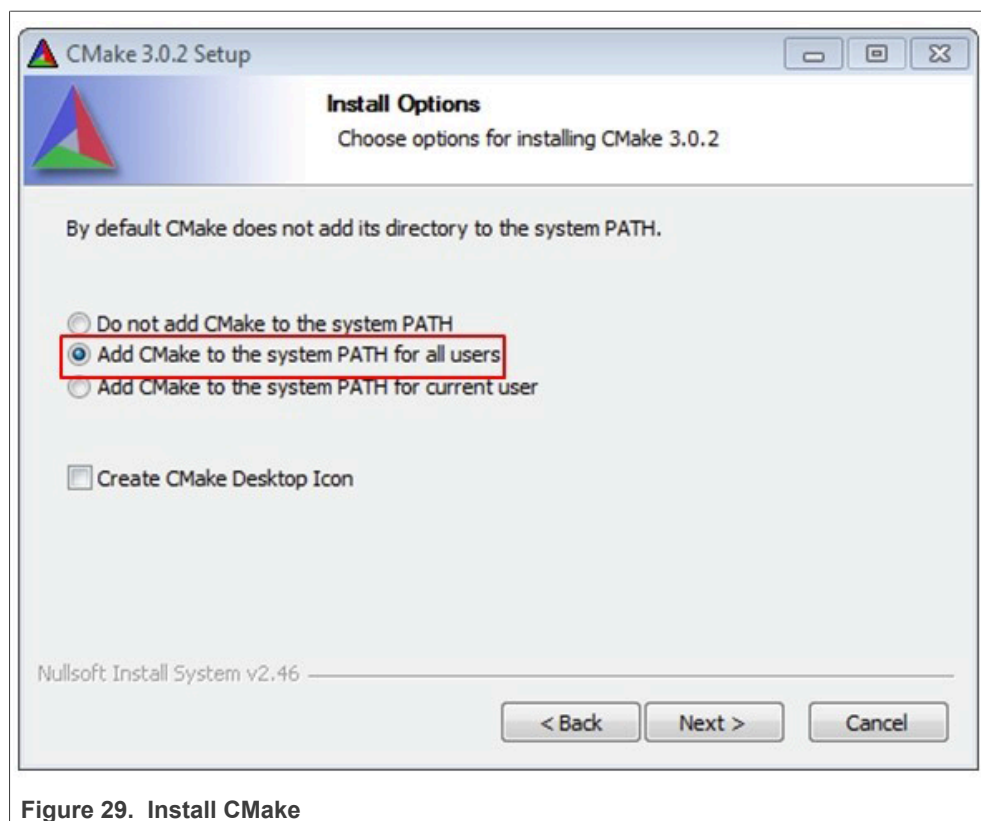 CMake 3.0.2 Setup
Install Options
Choose options for installing CMake 3.0.2
By default CMake does not add its directory to the system PATH.
Do not add CMake to the system PATH
Add CMake to the system PATH for all users
Add CMake to the system PATH for current user
Create CMake Desktop Icon
Nullsoft Install System v2.46
< Back Next > Cancel
Figure 29. Install CMake